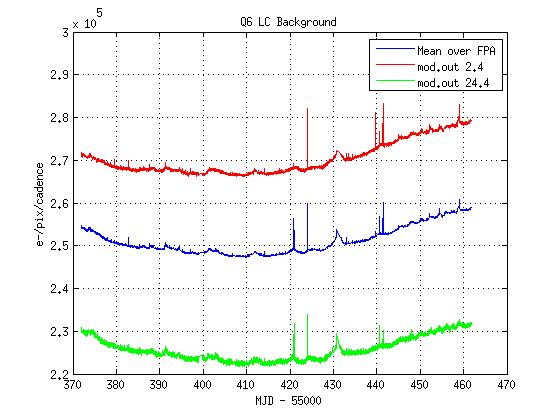 Q6 LC Background
x 10^5
3
2.9
2.8
2.7
2.6
2.5
2.4
2.3
2.2
e-/pix/cadence
Mean over FPA
mod.out 2.4
mod.out 24.4
370 380 390 400 410 420 430 440 450 460 470
MJD - 55000